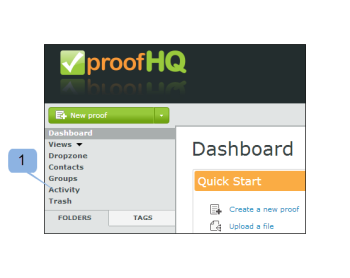 proofHQ
New proof
Dashboard
Views
Dropzone
Contacts
Groups
Activity
Trash
FOLDERS TAGS
1
Dashboard
Quick Start
Create a new proof
Upload a file